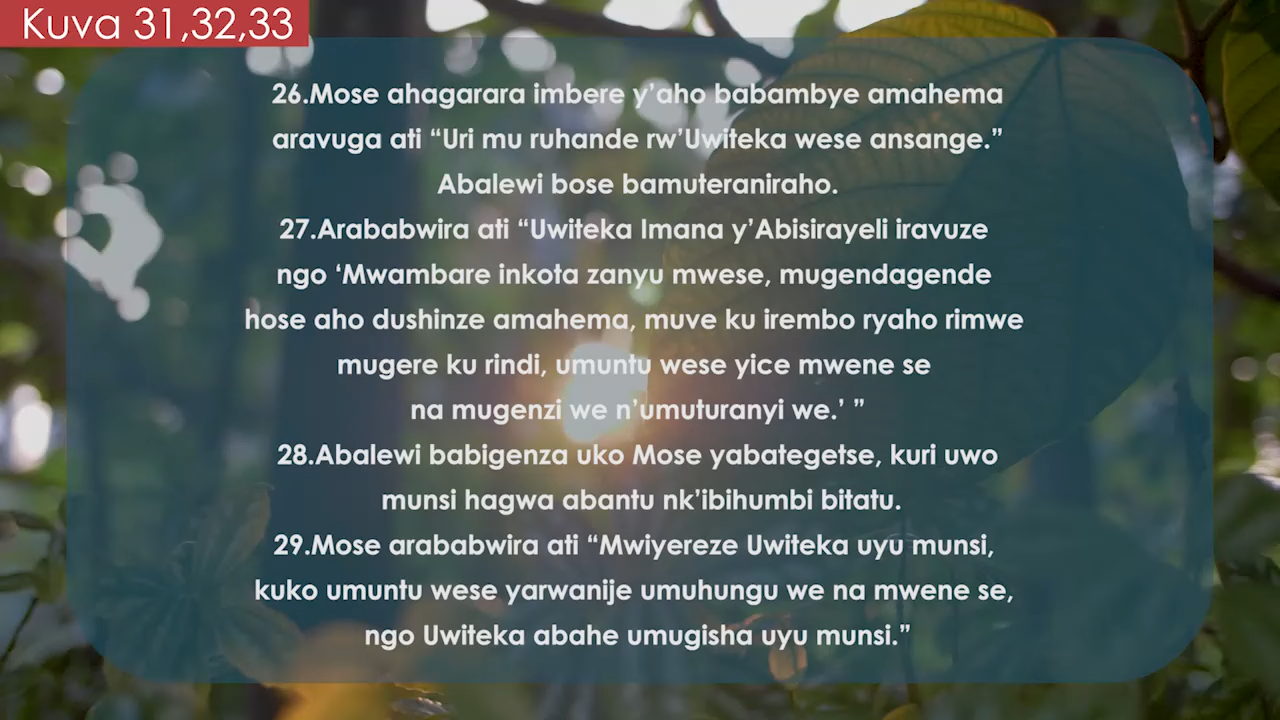 Kuva 31,32,33
26.Mose ahagarara imbere y’aho babambye amahema
aravuga ati “Uri mu ruhande rw’Uwiteka wese ansange.”
Abalewi bose bamuteraniraho.
27.Arababwira ati “Uwiteka Imana y’Abisirayeli iravuze
ngo ‘Mwambare inkota zanyu mwese, mugendagende
hose aho dushinze amahema, muve ku irembo ryaho rimwe
mugere ku rindi, umuntu wese yice mwene se
na mugenzi we n’umuturanyi we.’ ”
28.Abalewi babigenza uko Mose yabategetse, kuri uwo
munsi hagwa abantu nk’ibihumbi bitatu.
29.Mose arababwira ati “Mwiyereze Uwiteka uyu munsi,
kuko umuntu wese yarwanije umuhungu we na mwene se,
ngo Uwiteka abahe umugisha uyu munsi.”